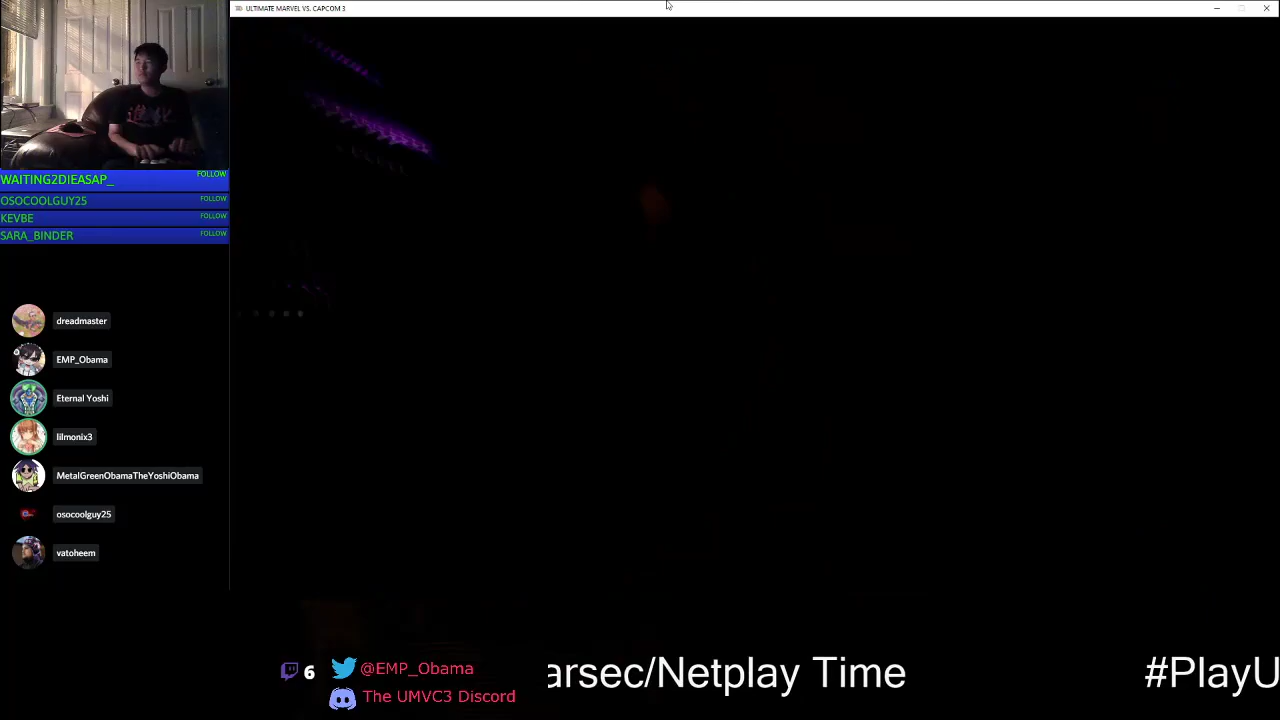 ULTIMATE MARVEL VS. CAPCOM 3
WAITING2DIEASAP_ FOLLOW
OSOCOOLGUY25 FOLLOW
KEVBE FOLLOW
SARA_BINDER FOLLOW
dreadmaster
EMP_Obama
Eternal Yoshi
lilmonix3
MetalGreenObamaTheYoshiObama
osocoolguy25
vatoheem
6
@EMP_Obama
The UMVC3 Discord
arsec/Netplay Time
#PlayU